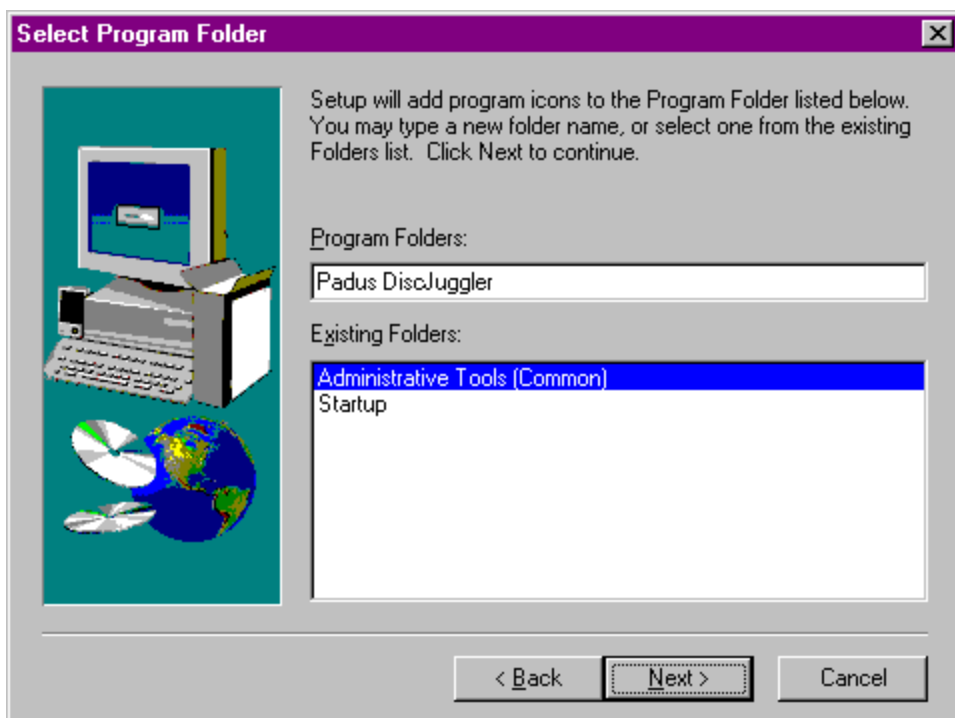 Select Program Folder
Setup will add program icons to the Program Folder listed below.
You may type a new folder name, or select one from the existing
Folders list.  Click Next to continue.
Program Folders:
Padus DiscJuggler
Existing Folders:
Administrative Tools (Common)
Startup
< Back
Next >
Cancel